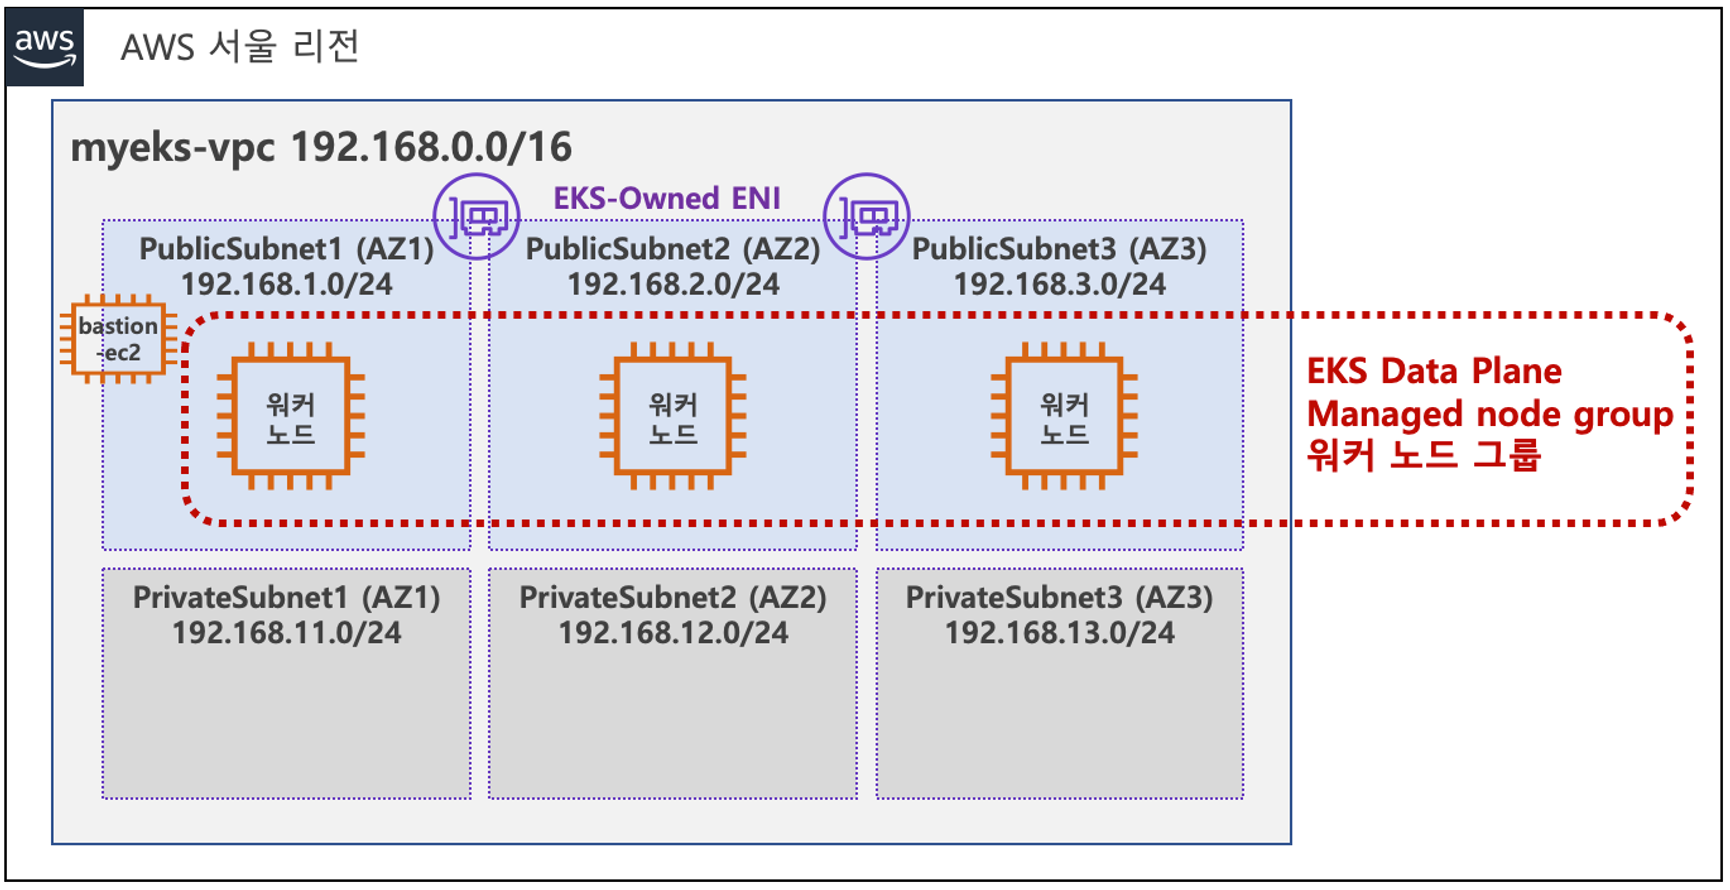 aws
AWS 서울 리전
myeks-vpc 192.168.0.0/16
EKS-Owned ENI
PublicSubnet1 (AZ1)
192.168.1.0/24
PublicSubnet2 (AZ2)
192.168.2.0/24
PublicSubnet3 (AZ3)
192.168.3.0/24
bastion
-ec2
워커
노드
워커
노드
워커
노드
EKS Data Plane
Managed node group
워커 노드 그룹
PrivateSubnet1 (AZ1)
192.168.11.0/24
PrivateSubnet2 (AZ2)
192.168.12.0/24
PrivateSubnet3 (AZ3)
192.168.13.0/24